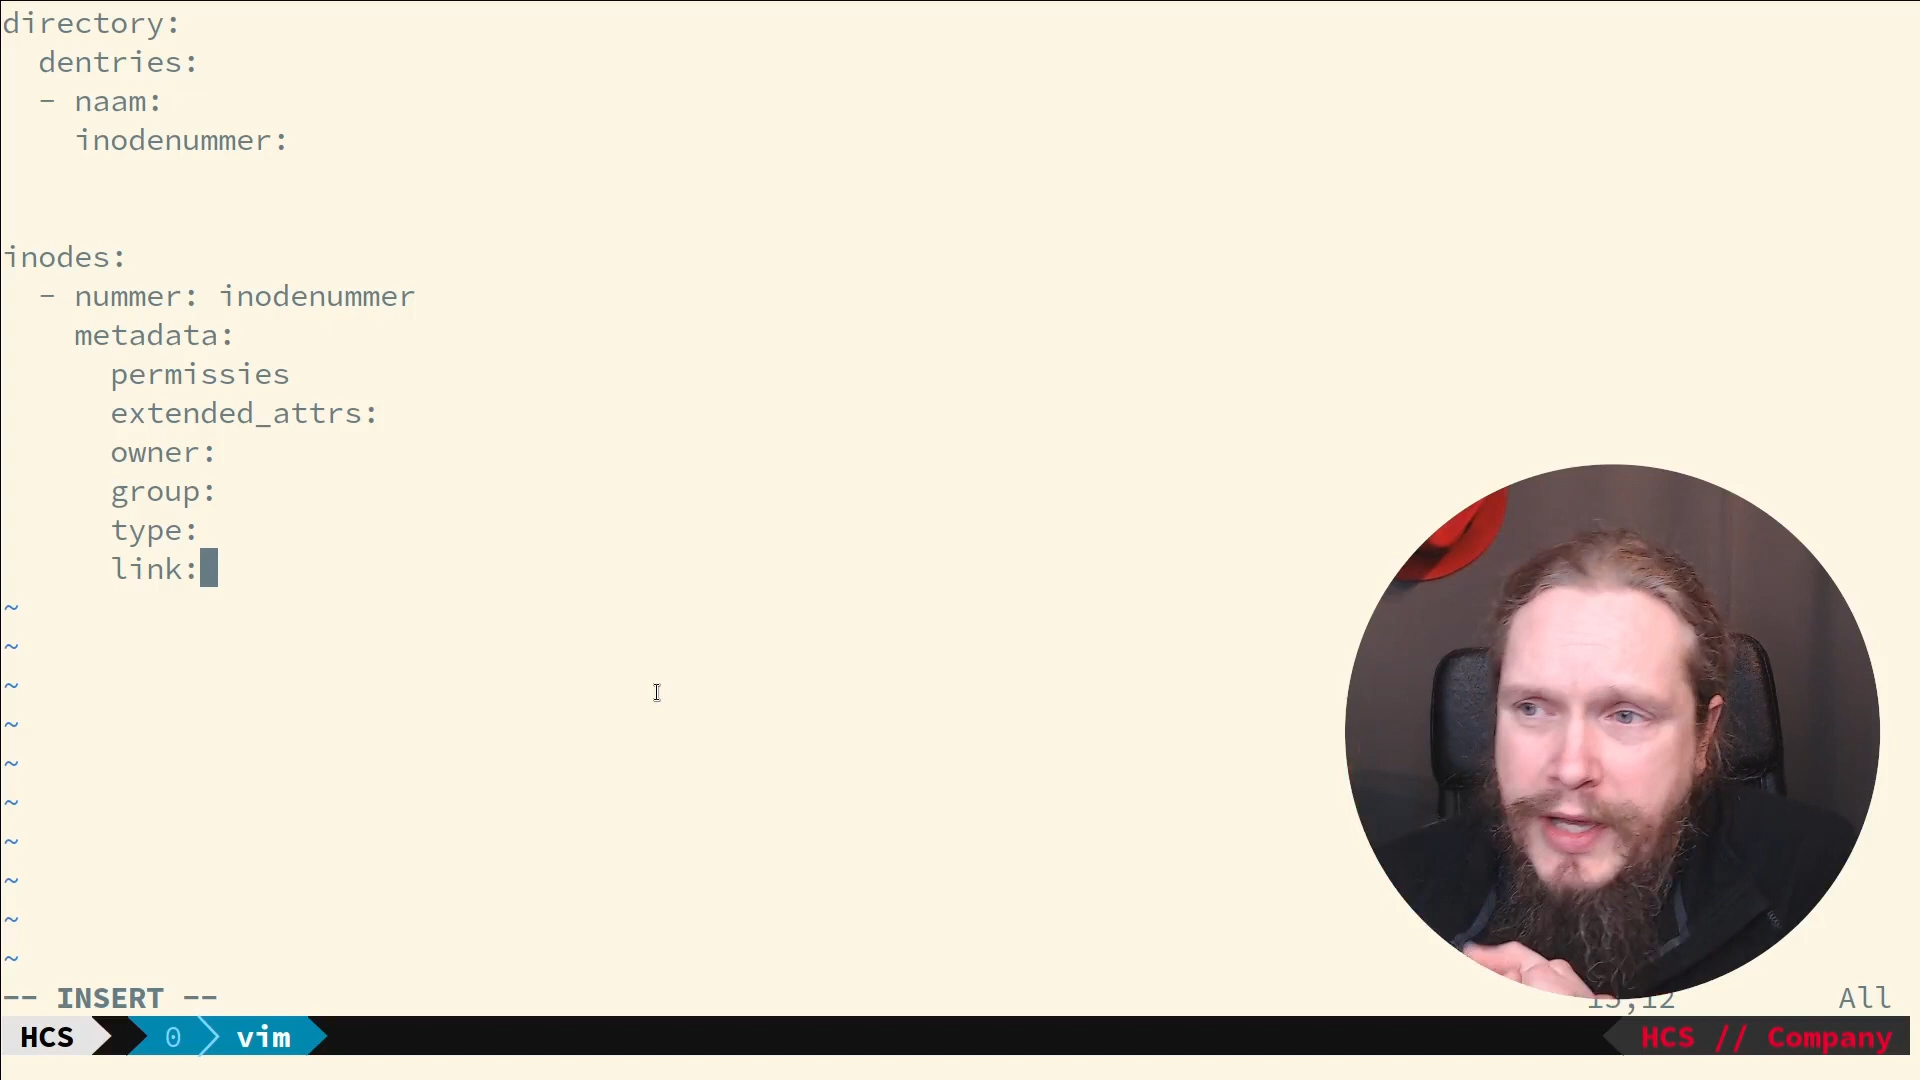 directory:
  dentries:
  - naam:
    inodenummer:
inodes:
  - nummer: inodenummer
    metadata:
      permissies
      extended_attrs:
      owner:
      group:
      type:
      link:
~
~
~
~
~
~
~
~
~
~
-- INSERT --
All
HCS 0 vim HCS // Company